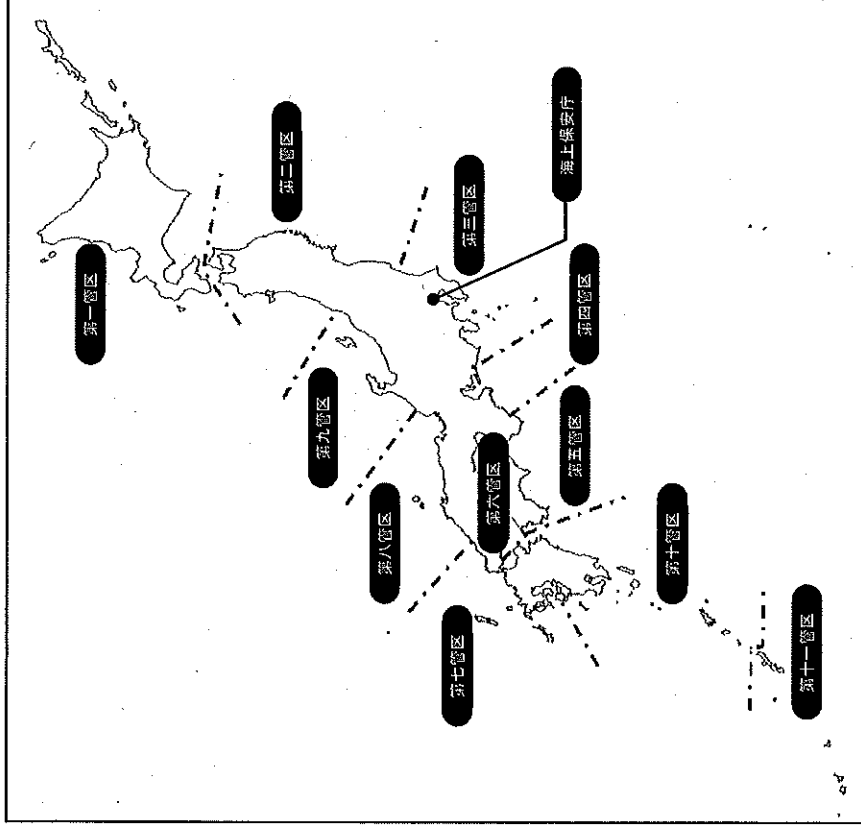 第一管区
第二管区
第三管区
海上保安庁
第四管区
第五管区
第六管区
第七管区
第八管区
第九管区
第十管区
第十一管区